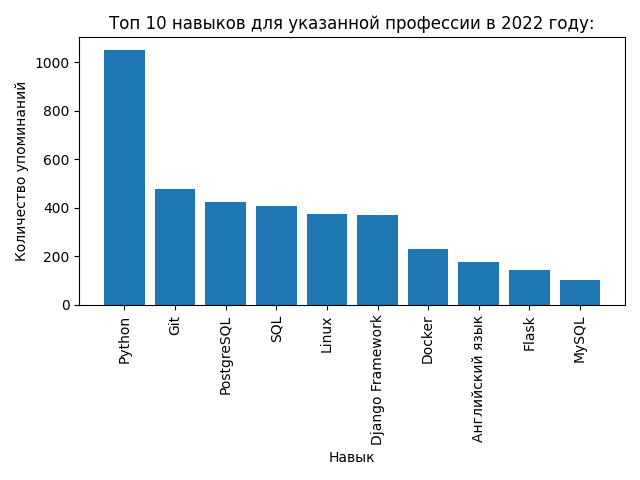 Топ 10 навыков для указанной профессии в 2022 году:
Количество упоминаний
1000
800
600
400
200
0
Python
Git
PostgreSQL
SQL
Linux
Django Framework
Docker
Английский язык
Flask
MySQL
Навык